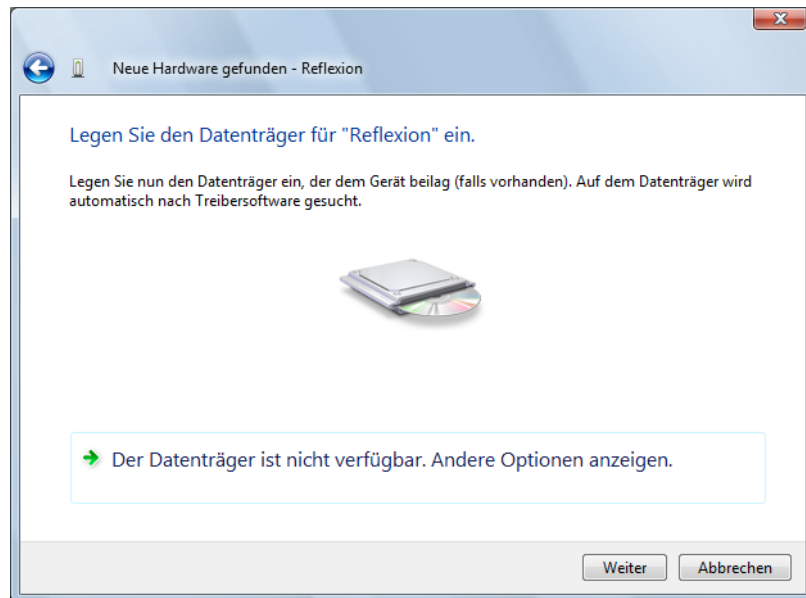 Neue Hardware gefunden - Reflexion
Legen Sie den Datenträger für "Reflexion" ein.
Legen Sie nun den Datenträger ein, der dem Gerät beilag (falls vorhanden). Auf dem Datenträger wird
automatisch nach Treibersoftware gesucht.
Der Datenträger ist nicht verfügbar. Andere Optionen anzeigen.
Weiter
Abbrechen